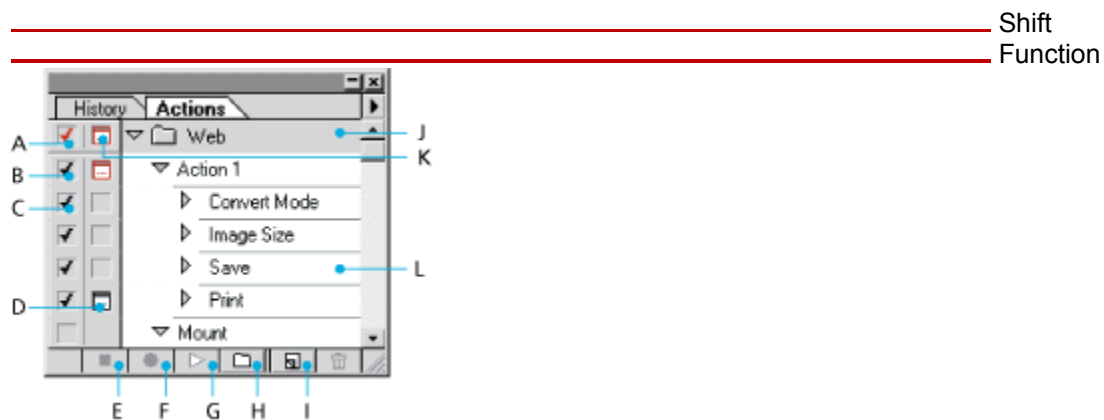 Shift
Function
History Actions
A Web J
K
B Action 1
C Convert Mode
Image Size
Save L
D Print
Mount
E F G H I